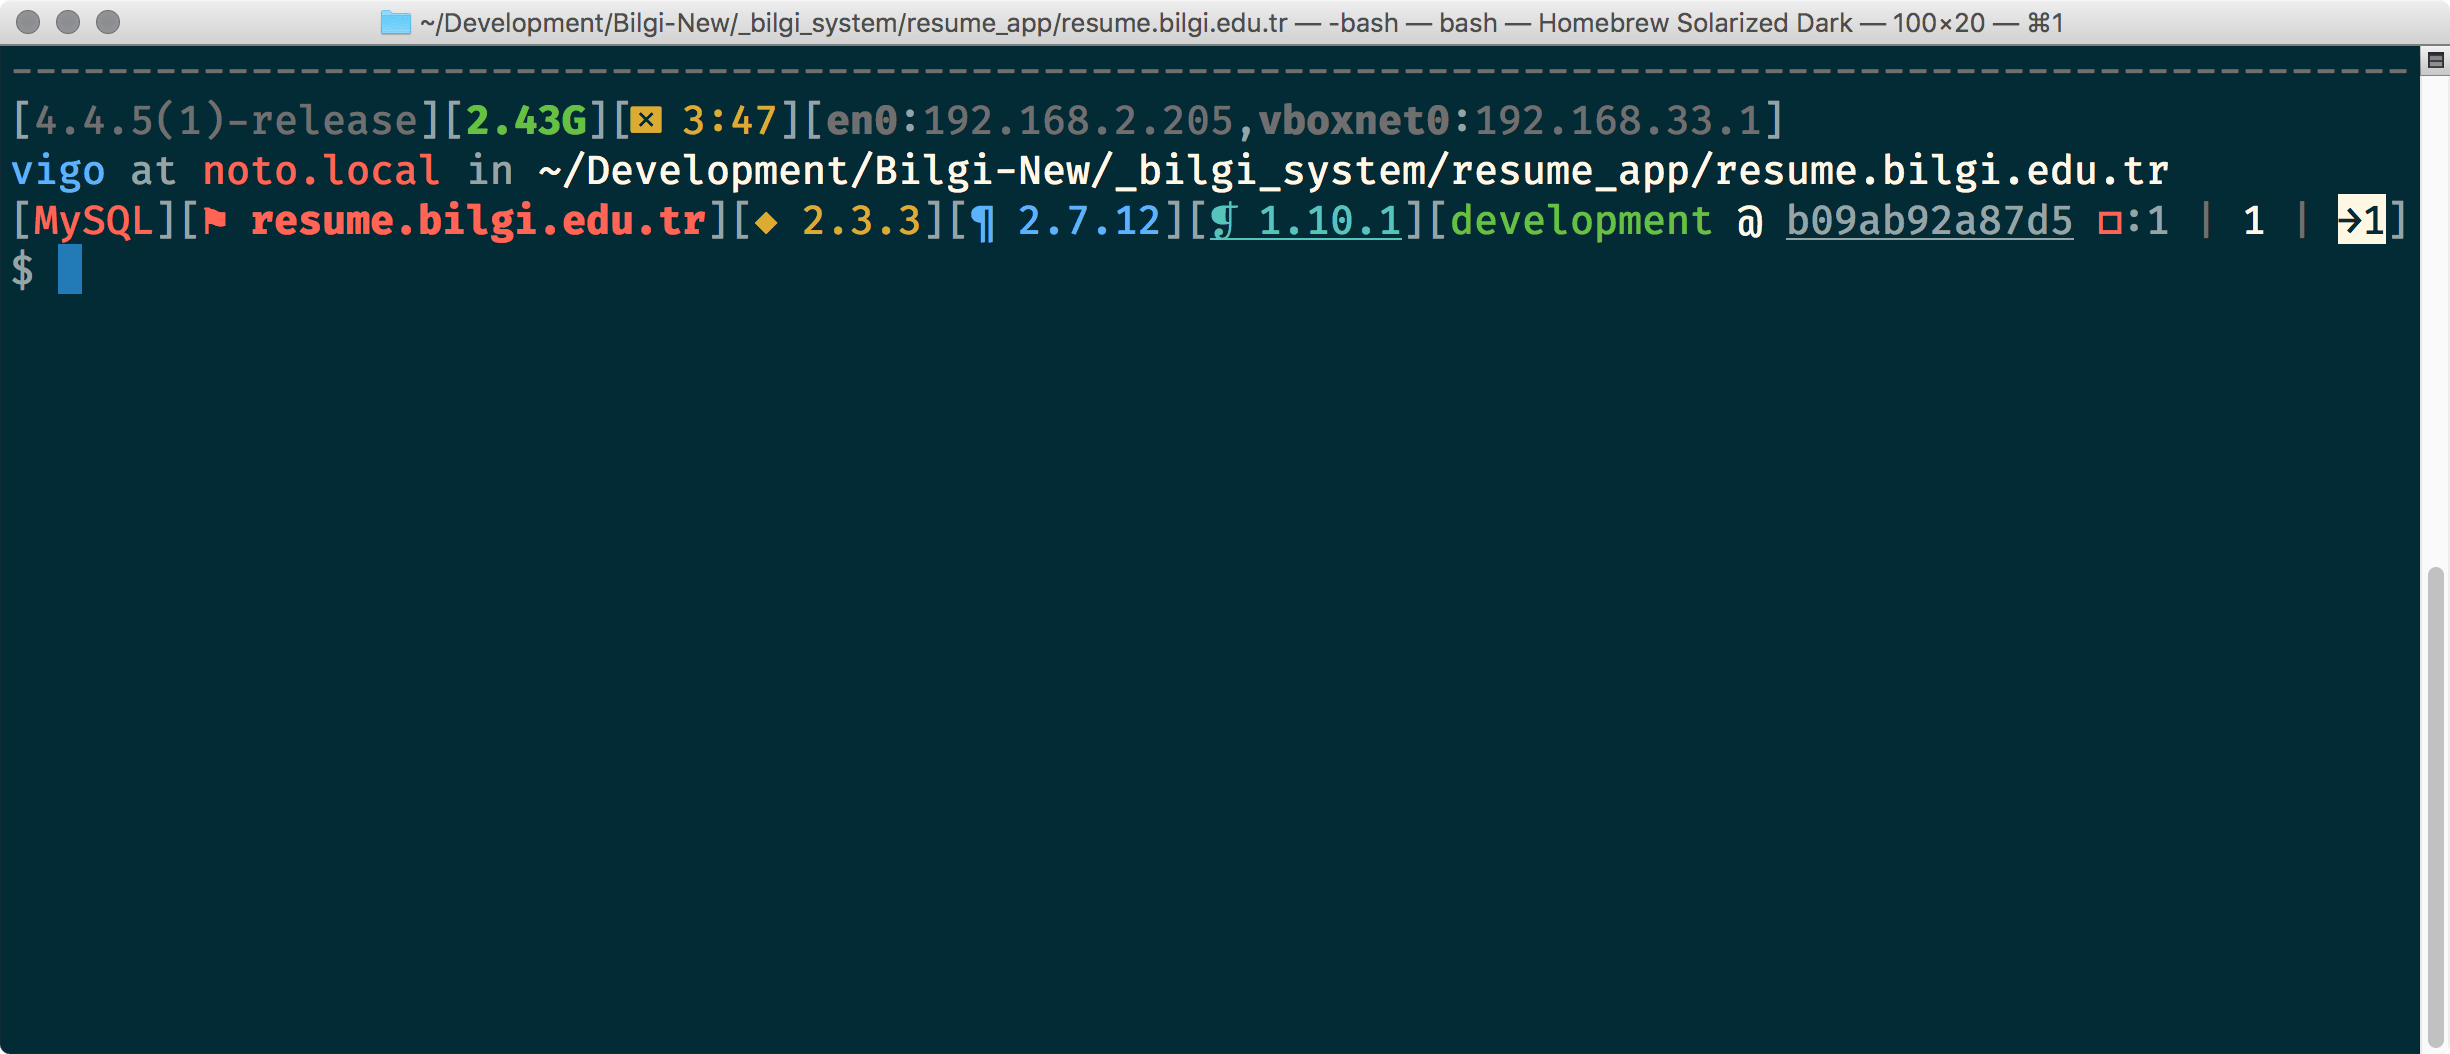 ~/Development/Bilgi-New/_bilgi_system/resume_app/resume.bilgi.edu.tr — -bash — bash — Homebrew Solarized Dark — 100×20 — ⌘1
----------------------------------------------------------------------------------------------------
[4.4.5(1)-release][2.43G][⊠ 3:47][en0:192.168.2.205,vboxnet0:192.168.33.1]
vigo at noto.local in ~/Development/Bilgi-New/_bilgi_system/resume_app/resume.bilgi.edu.tr
[MySQL][⚑ resume.bilgi.edu.tr][◆ 2.3.3][¶ 2.7.12][❡ 1.10.1][development @ b09ab92a87d5 ◻:1 | 1 | →1]
$